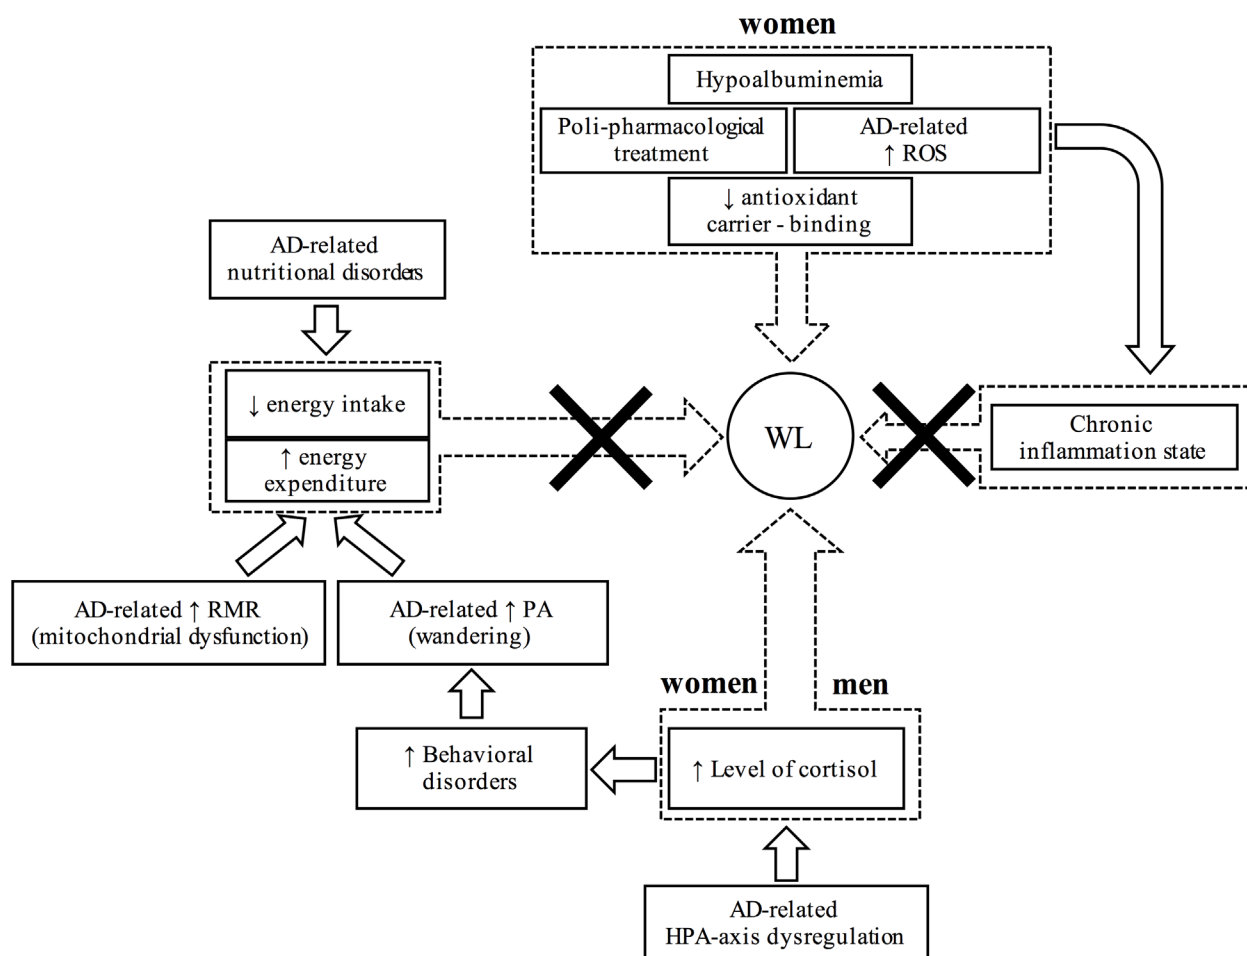 women
Hypoalbuminemia
Poli-pharmacological
treatment
AD-related
↑ ROS
↓ antioxidant
carrier - binding
AD-related
nutritional disorders
↓ energy intake
↑ energy
expenditure
WL
Chronic
inflammation state
AD-related ↑ RMR
(mitochondrial dysfunction)
AD-related ↑ PA
(wandering)
women
men
↑ Behavioral
disorders
↑ Level of cortisol
AD-related
HPA-axis dysregulation